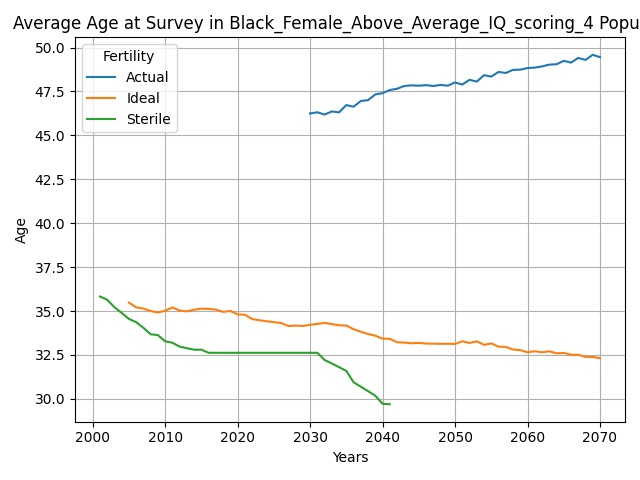 Average Age at Survey in Black_Female_Above_Average_IQ_scoring_4 Popu
Fertility
Actual
Ideal
Sterile
50.0
47.5
45.0
42.5
40.0
37.5
35.0
32.5
30.0
Age
2000 2010 2020 2030 2040 2050 2060 2070
Years